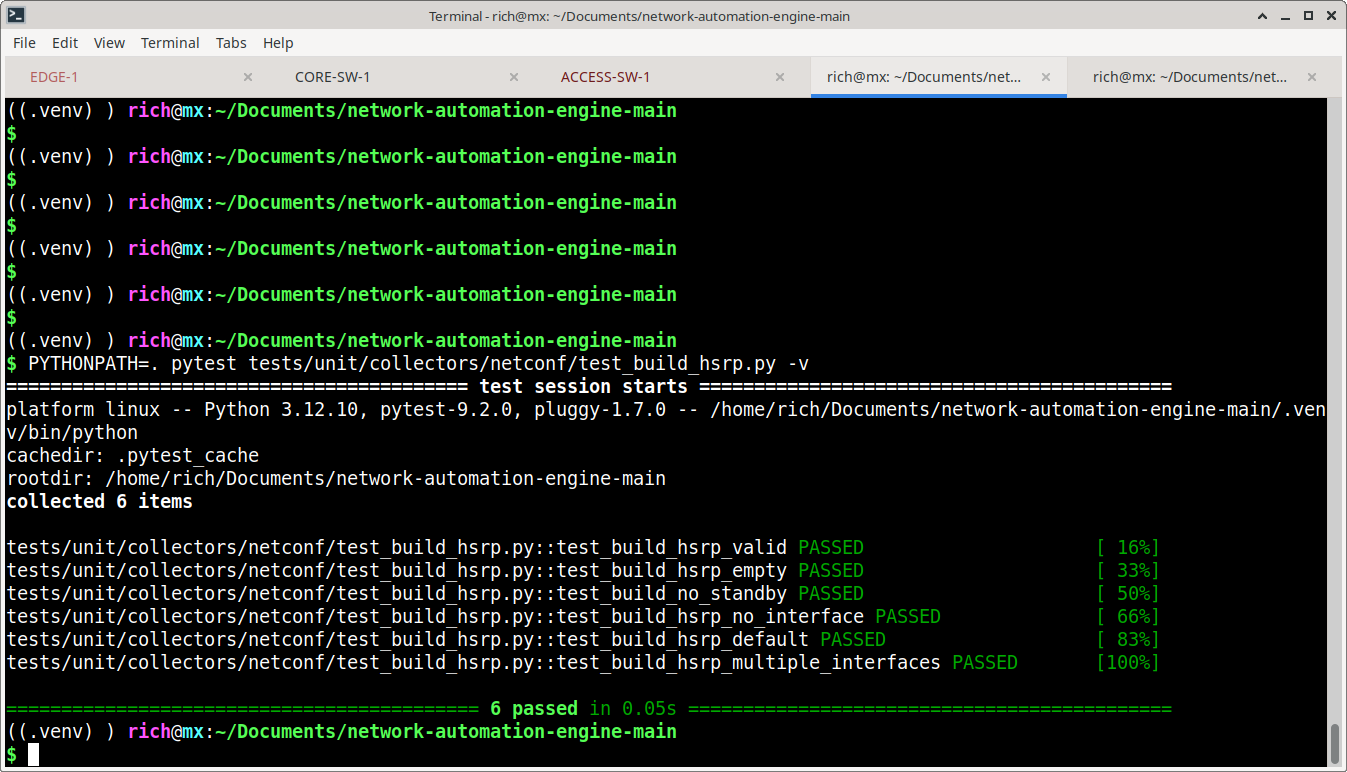 Terminal - rich@mx: ~/Documents/network-automation-engine-main
File Edit View Terminal Tabs Help
EDGE-1 CORE-SW-1 ACCESS-SW-1 rich@mx: ~/Documents/net... rich@mx: ~/Documents/net...
((.venv) ) rich@mx:~/Documents/network-automation-engine-main
$
((.venv) ) rich@mx:~/Documents/network-automation-engine-main
$
((.venv) ) rich@mx:~/Documents/network-automation-engine-main
$
((.venv) ) rich@mx:~/Documents/network-automation-engine-main
$
((.venv) ) rich@mx:~/Documents/network-automation-engine-main
$
((.venv) ) rich@mx:~/Documents/network-automation-engine-main
$ PYTHONPATH=. pytest tests/unit/collectors/netconf/test_build_hsrp.py -v
========================================== test session starts ===========================================
platform linux -- Python 3.12.10, pytest-9.2.0, pluggy-1.7.0 -- /home/rich/Documents/network-automation-engine-main/.ven
v/bin/python
cachedir: .pytest_cache
rootdir: /home/rich/Documents/network-automation-engine-main
collected 6 items
tests/unit/collectors/netconf/test_build_hsrp.py::test_build_hsrp_valid PASSED [ 16%]
tests/unit/collectors/netconf/test_build_hsrp.py::test_build_hsrp_empty PASSED [ 33%]
tests/unit/collectors/netconf/test_build_hsrp.py::test_build_no_standby PASSED [ 50%]
tests/unit/collectors/netconf/test_build_hsrp.py::test_build_hsrp_no_interface PASSED [ 66%]
tests/unit/collectors/netconf/test_build_hsrp.py::test_build_hsrp_default PASSED [ 83%]
tests/unit/collectors/netconf/test_build_hsrp.py::test_build_hsrp_multiple_interfaces PASSED [100%]
=========================================== 6 passed in 0.05s ============================================
((.venv) ) rich@mx:~/Documents/network-automation-engine-main
$